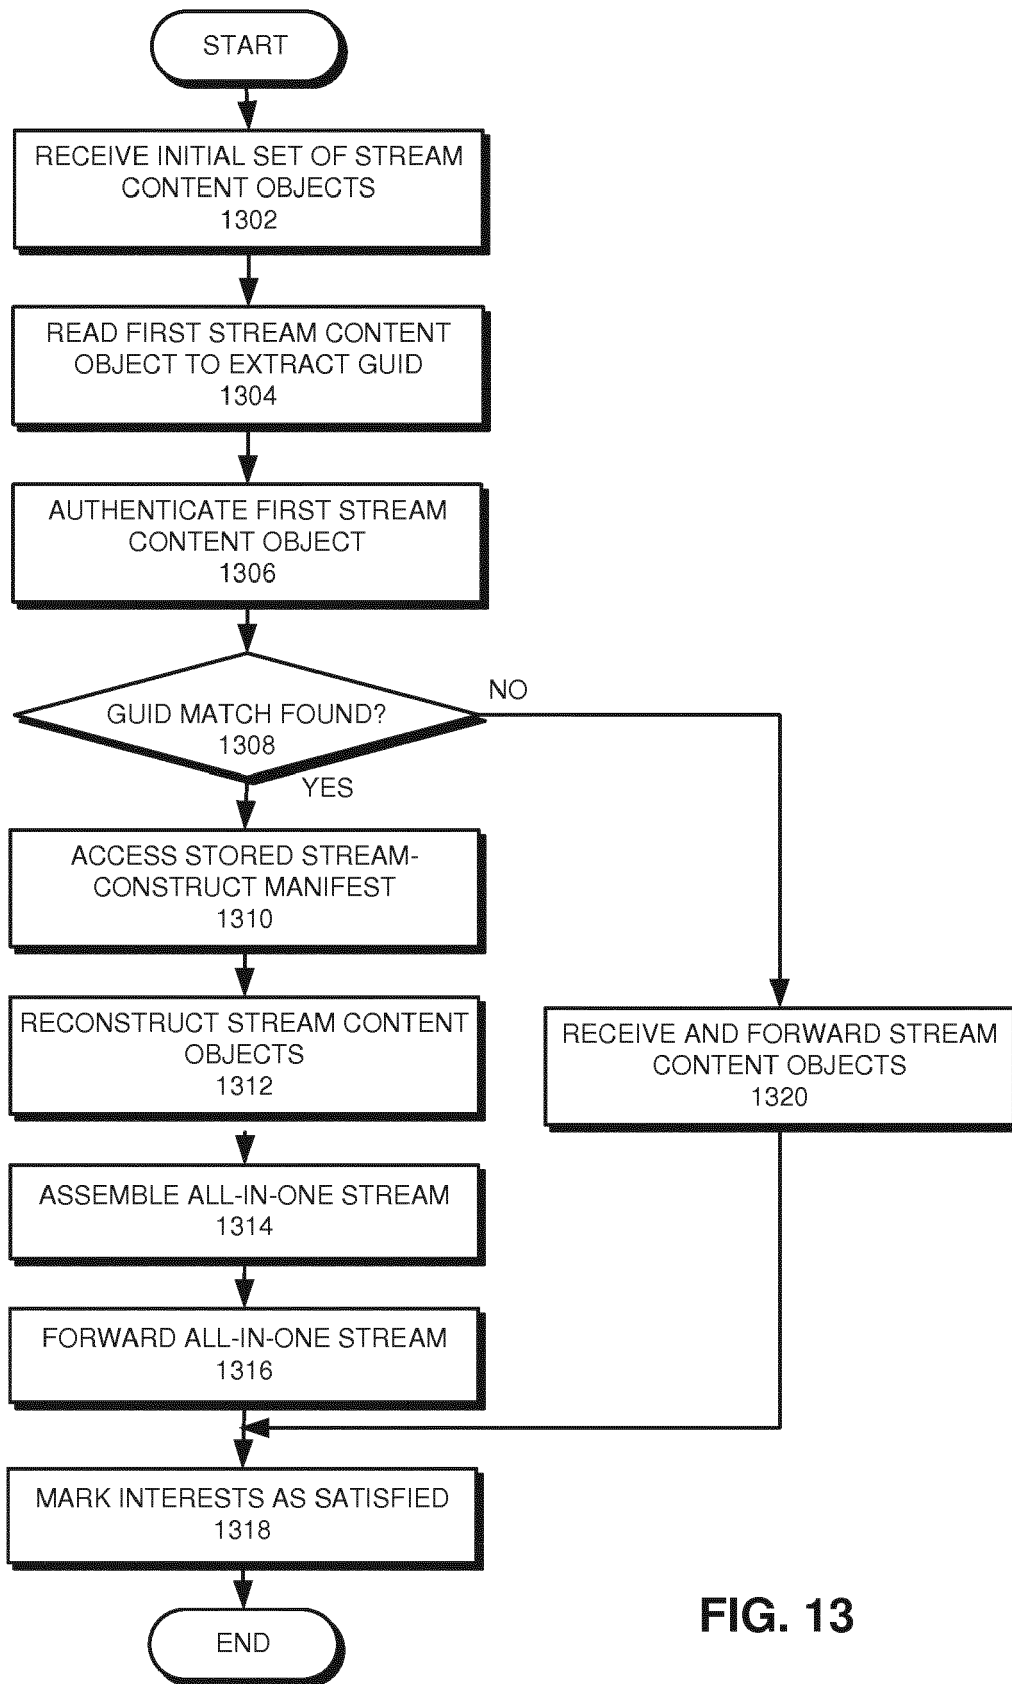 START
RECEIVE INITIAL SET OF STREAM
CONTENT OBJECTS
1302
READ FIRST STREAM CONTENT
OBJECT TO EXTRACT GUID
1304
AUTHENTICATE FIRST STREAM
CONTENT OBJECT
1306
GUID MATCH FOUND?
1308
NO
YES
ACCESS STORED STREAM-
CONSTRUCT MANIFEST
1310
RECONSTRUCT STREAM CONTENT
OBJECTS
1312
RECEIVE AND FORWARD STREAM
CONTENT OBJECTS
1320
ASSEMBLE ALL-IN-ONE STREAM
1314
FORWARD ALL-IN-ONE STREAM
1316
MARK INTERESTS AS SATISFIED
1318
END
FIG. 13